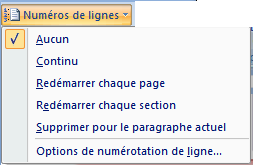 Numéros de lignes
Aucun
Continu
Redémarrer chaque page
Redémarrer chaque section
Supprimer pour le paragraphe actuel
Options de numérotation de ligne...